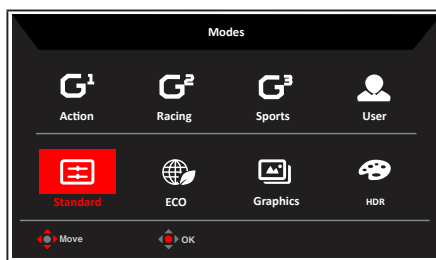 Modes
G¹ G² G³
Action Racing Sports User
Standard ECO Graphics HDR
Move OK